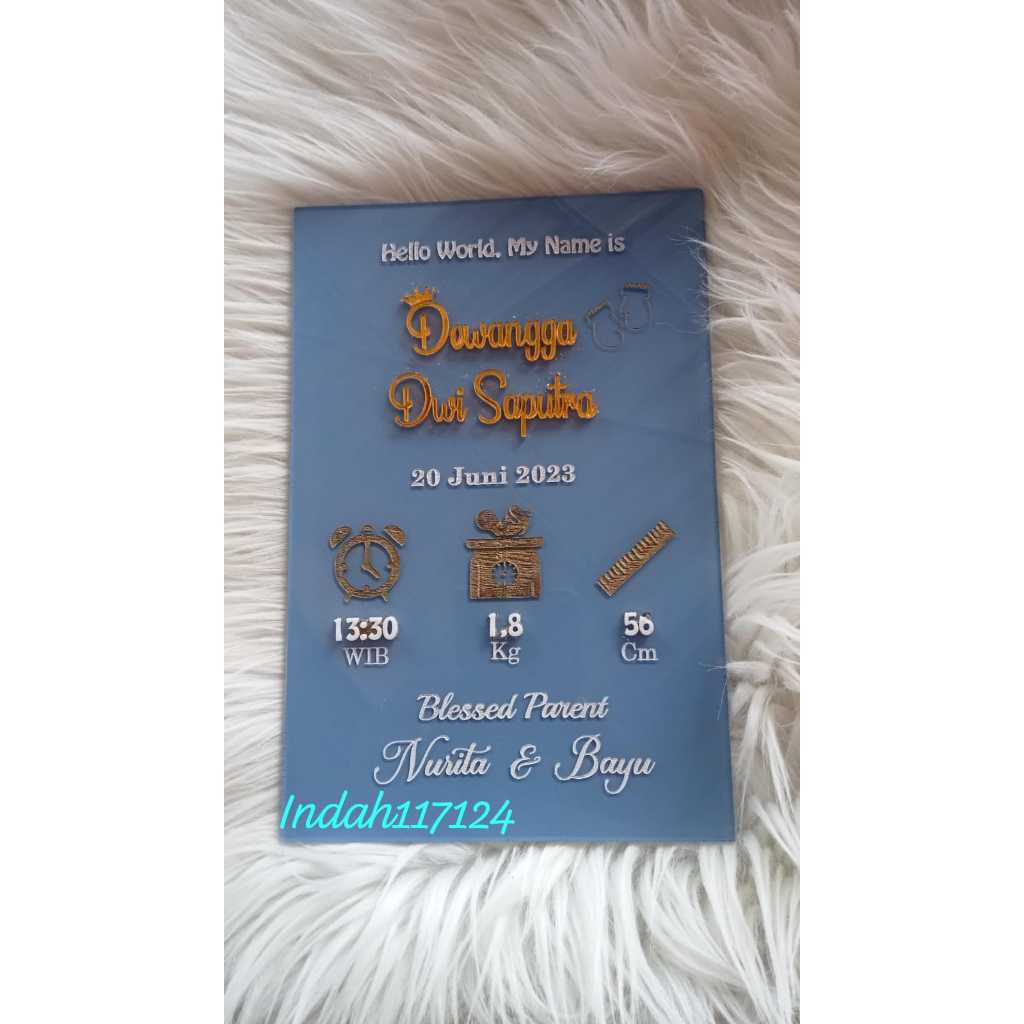 Hello World, My Name is
Dewangga
Dwi Saputra
20 Juni 2023
13:30 1,8 56
WIB Kg Cm
Blessed Parent
Nurita & Bayu
Indah117124